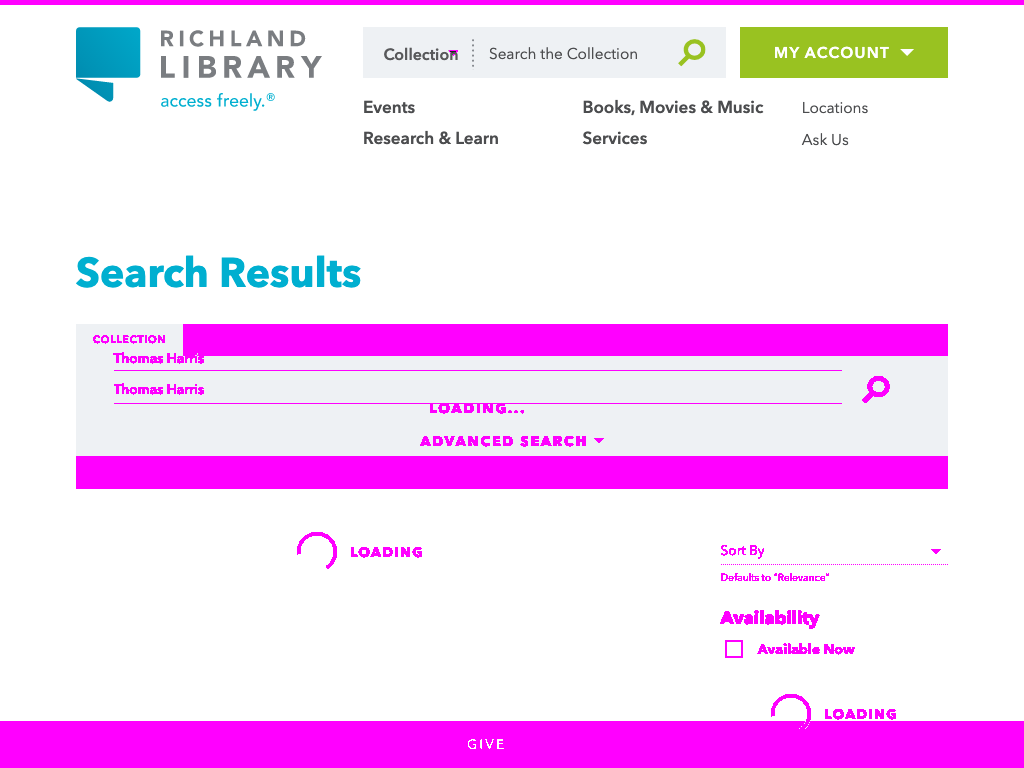 RICHLAND
LIBRARY
access freely.®
Collection
Search the Collection
MY ACCOUNT
Events
Books, Movies & Music
Locations
Research & Learn
Services
Ask Us
Search Results
COLLECTION
Thomas Harris
Thomas Harris
LOADING...
ADVANCED SEARCH
LOADING
Sort By
Defaults to "Relevance"
Availability
Available Now
LOADING
GIVE